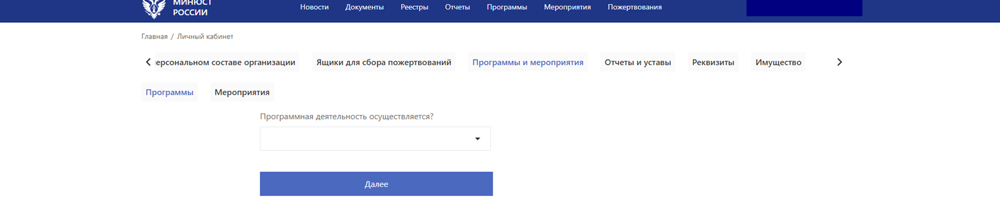 МИНЮСТ
РОССИИ
Новости Документы Реестры Отчеты Программы Мероприятия Пожертвования
Главная / Личный кабинет
персональном составе организации Ящики для сбора пожертвований Программы и мероприятия Отчеты и уставы Реквизиты Имущество
Программы Мероприятия
Программная деятельность осуществляется?
Далее